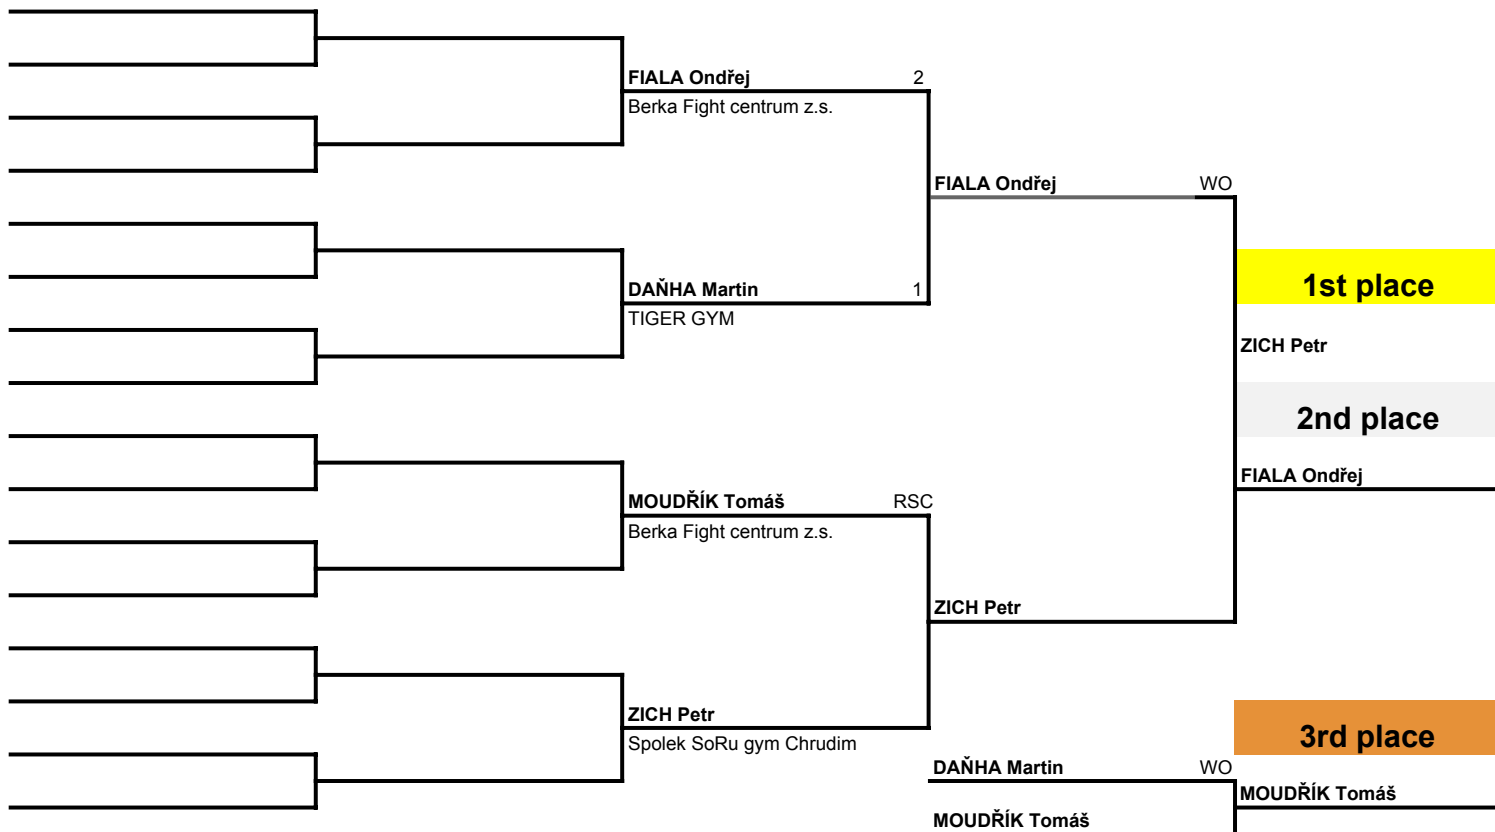 FIALA Ondřej 2
Berka Fight centrum z.s.
FIALA Ondřej WO
1st place
DAŇHA Martin 1
TIGER GYM
ZICH Petr
2nd place
FIALA Ondřej
MOUDŘÍK Tomáš RSC
Berka Fight centrum z.s.
ZICH Petr
ZICH Petr
Spolek SoRu gym Chrudim
3rd place
DAŇHA Martin WO
MOUDŘÍK Tomáš
MOUDŘÍK Tomáš